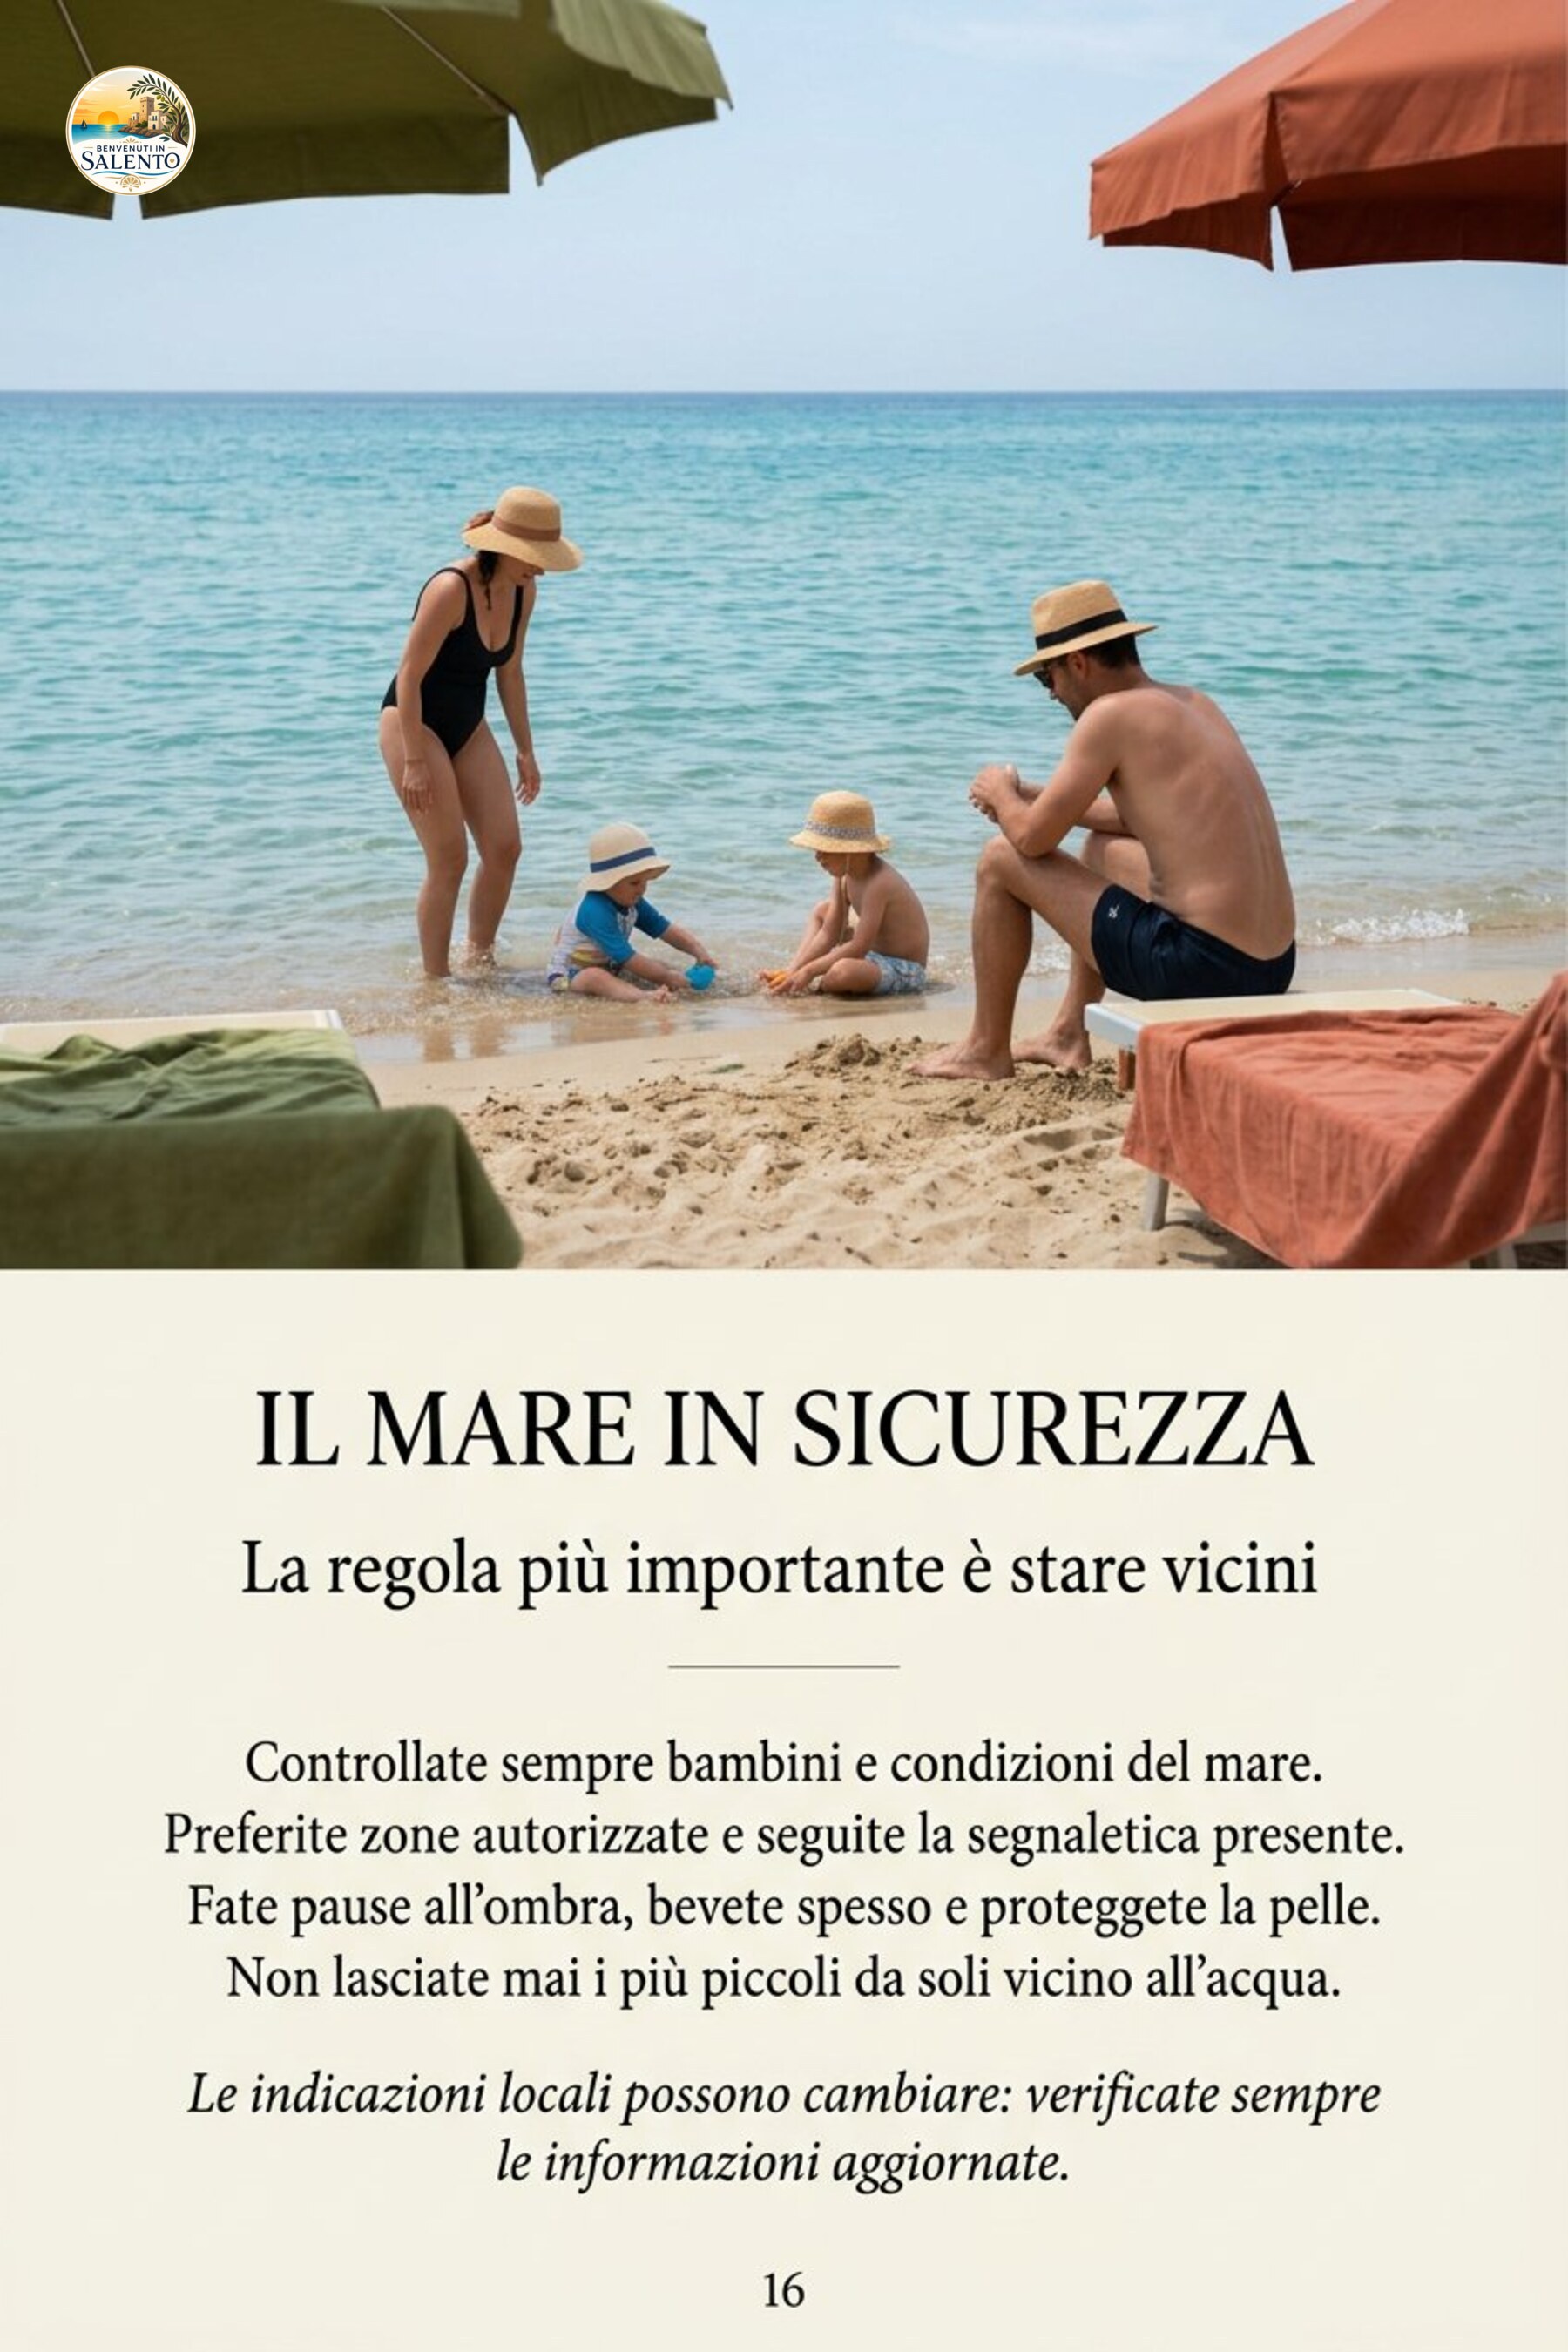 BENVENUTI IN
SALENTO
IL MARE IN SICUREZZA
La regola più importante è stare vicini
Controllate sempre bambini e condizioni del mare.
Preferite zone autorizzate e seguite la segnaletica presente.
Fate pause all’ombra, bevete spesso e proteggete la pelle.
Non lasciate mai i più piccoli da soli vicino all’acqua.
Le indicazioni locali possono cambiare: verificate sempre
le informazioni aggiornate.
16